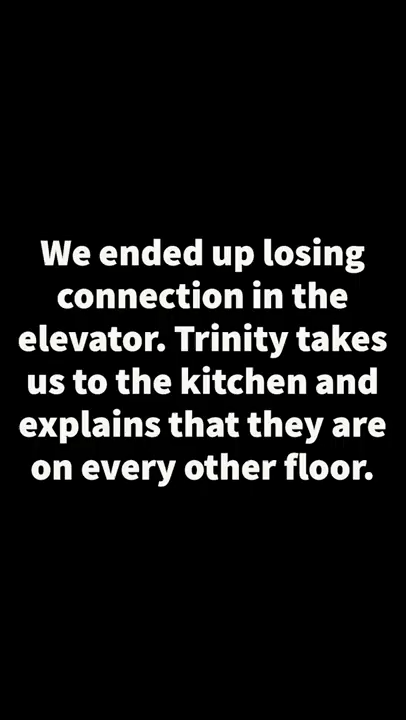 We ended up losing
connection in the
elevator. Trinity takes
us to the kitchen and
explains that they are
on every other floor.